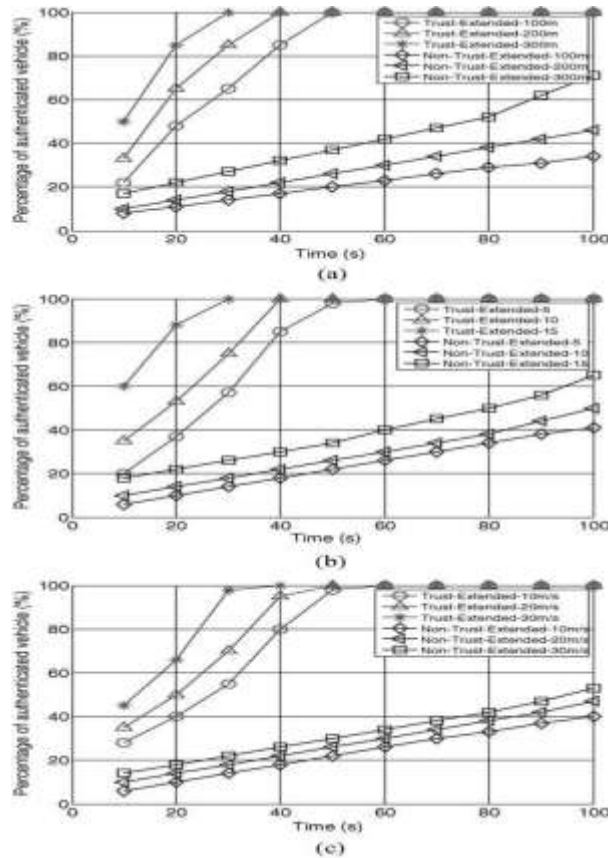 Percentage of authenticated vehicle (%)
100
80
60
40
20
0
Trust-Extended-100m
Trust-Extended-200m
Trust-Extended-300m
Non-Trust-Extended-100m
Non-Trust-Extended-200m
Non-Trust-Extended-300m
0 20 40 60 80 100
Time (s)
(a)
Percentage of authenticated vehicle (%)
100
80
60
40
20
0
Trust-Extended-5
Trust-Extended-10
Trust-Extended-15
Non-Trust-Extended-5
Non-Trust-Extended-10
Non-Trust-Extended-15
0 20 40 60 80 100
Time (s)
(b)
Percentage of authenticated vehicle (%)
100
80
60
40
20
0
Trust-Extended-10m/s
Trust-Extended-20m/s
Trust-Extended-30m/s
Non-Trust-Extended-10m/s
Non-Trust-Extended-20m/s
Non-Trust-Extended-30m/s
0 20 40 60 80 100
Time (s)
(c)